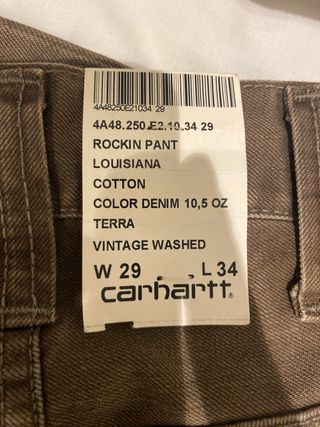 4A48250E21034 29
4A48.250.E2.10.34 29
ROCKIN PANT
LOUISIANA
COTTON
COLOR DENIM 10,5 OZ
TERRA
VINTAGE WASHED
W 29 L 34
carhartt®